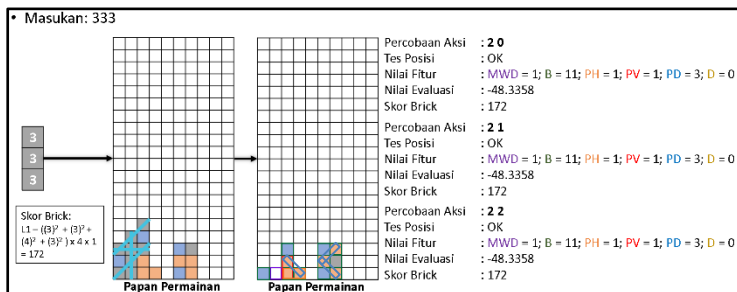 • Masukan: 333
3
3
3
Skor Brick:
L1 – ((3)² + (3)² +
(4)² + (3)² ) x 4 x 1
= 172
Papan Permainan
Papan Permainan
Percobaan Aksi : 2 0
Tes Posisi : OK
Nilai Fitur : MWD = 1; B = 11; PH = 1; PV = 1; PD = 3; D = 0
Nilai Evaluasi : -48.3358
Skor Brick : 172
Percobaan Aksi : 2 1
Tes Posisi : OK
Nilai Fitur : MWD = 1; B = 11; PH = 1; PV = 1; PD = 3; D = 0
Nilai Evaluasi : -48.3358
Skor Brick : 172
Percobaan Aksi : 2 2
Tes Posisi : OK
Nilai Fitur : MWD = 1; B = 11; PH = 1; PV = 1; PD = 3; D = 0
Nilai Evaluasi : -48.3358
Skor Brick : 172